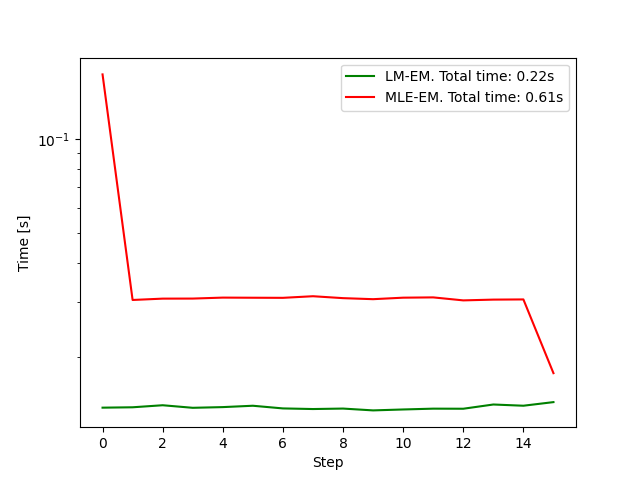 LM-EM. Total time: 0.22s
MLE-EM. Total time: 0.61s
10⁻¹
Time [s]
0 2 4 6 8 10 12 14
Step